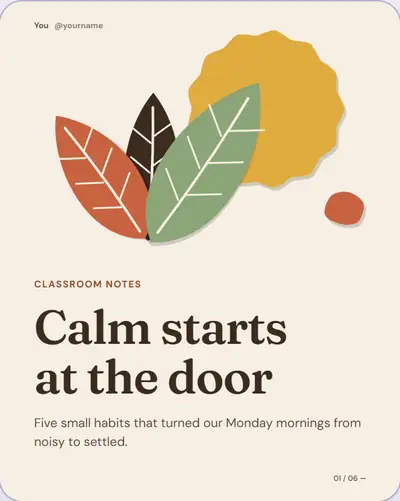 You @yourname
CLASSROOM NOTES
Calm starts
at the door
Five small habits that turned our Monday mornings from
noisy to settled.
01 / 06 →